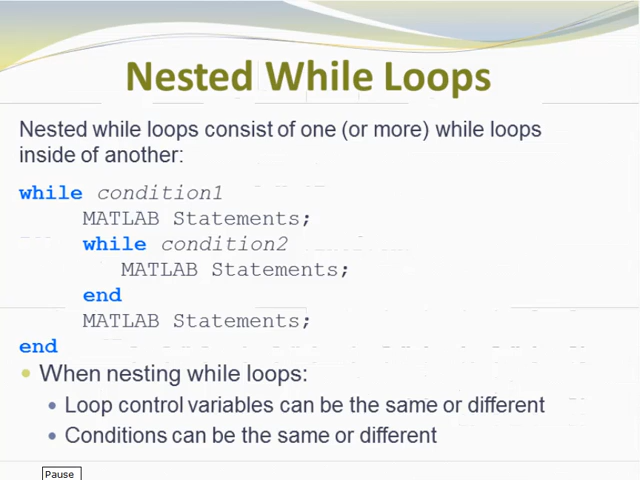 Nested While Loops
Nested while loops consist of one (or more) while loops
inside of another:
while condition1
MATLAB Statements;
while condition2
MATLAB Statements;
end
MATLAB Statements;
end
When nesting while loops:
Loop control variables can be the same or different
Conditions can be the same or different
Pause